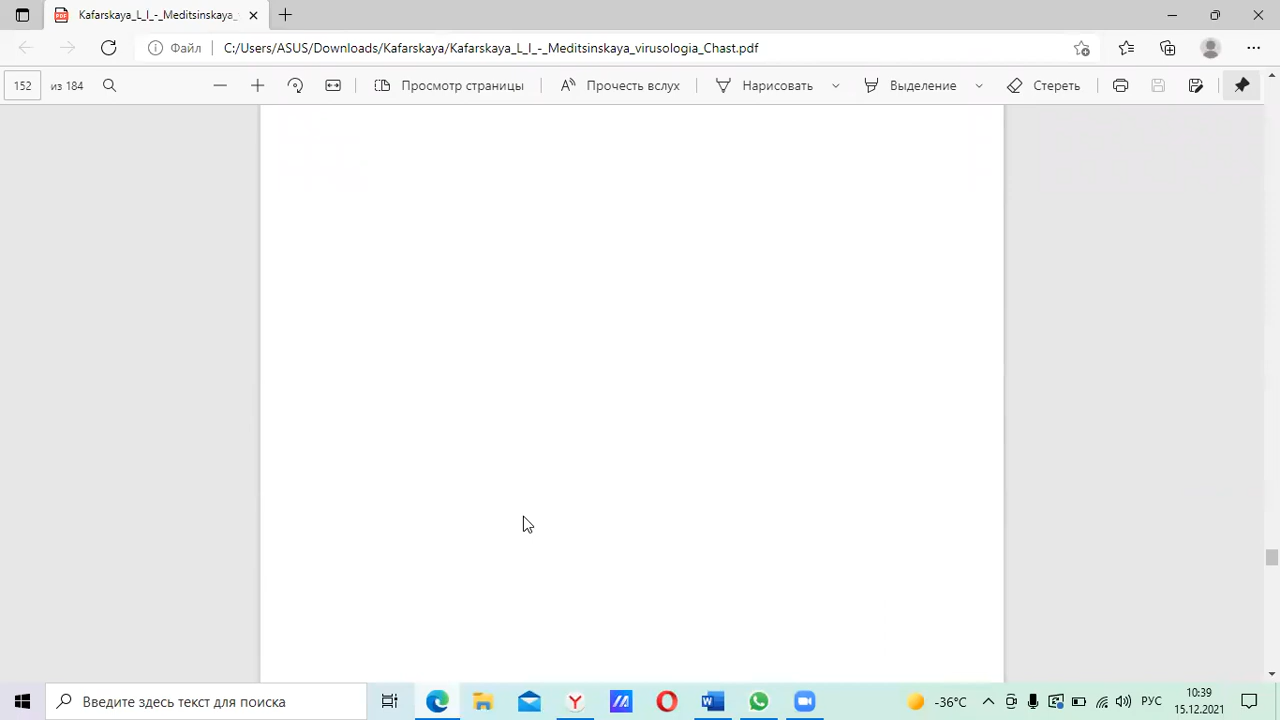 Kafarskaya_L_I_-_Meditsinskaya_
Файл
C:/Users/ASUS/Downloads/Kafarskaya/Kafarskaya_L_I_-_Meditsinskaya_virusologia_Chast.pdf
152 из 184
Просмотр страницы
Прочесть вслух
Нарисовать
Выделение
Стереть
Введите здесь текст для поиска
-36°C
РУС
10:39
15.12.2021